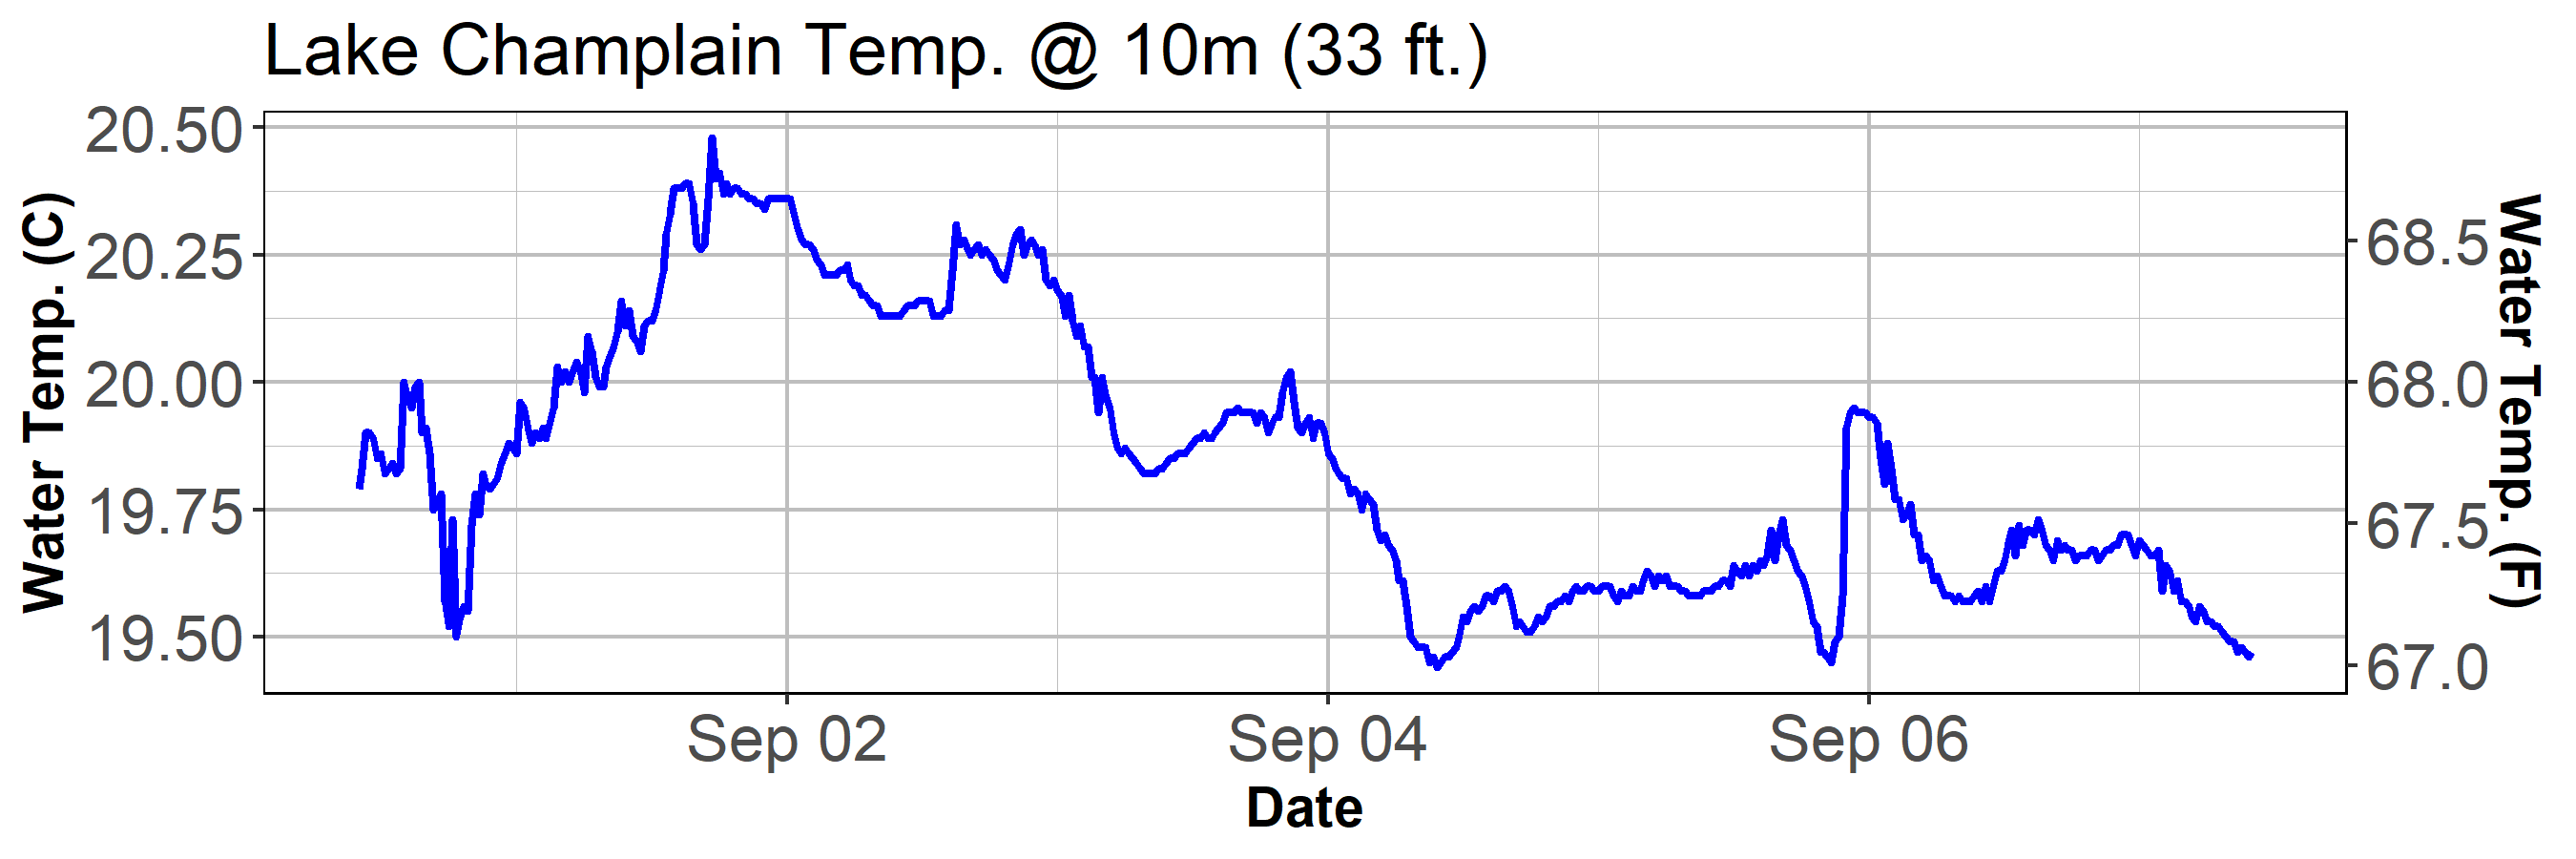 Lake Champlain Temp. @ 10m (33 ft.)
Water Temp. (C)
20.50
20.25
20.00
19.75
19.50
68.5
68.0
67.5
67.0
Water Temp. (F)
Sep 02 Sep 04 Sep 06
Date